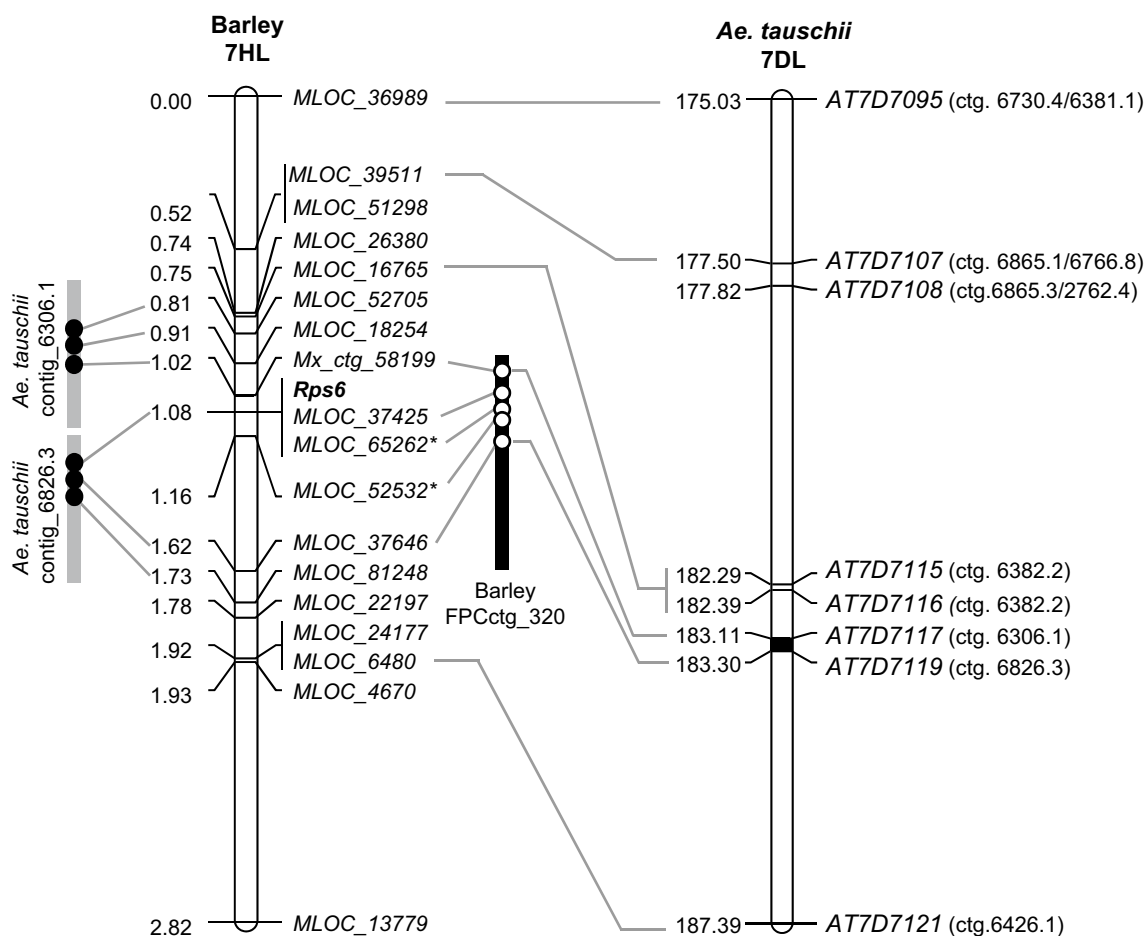 Barley
7HL
Ae. tauschii
7DL
0.00
MLOC_36989
175.03
AT7D7095 (ctg. 6730.4/6381.1)
MLOC_39511
0.52
MLOC_51298
0.74
MLOC_26380
177.50
AT7D7107 (ctg. 6865.1/6766.8)
0.75
MLOC_16765
177.82
AT7D7108 (ctg.6865.3/2762.4)
0.81
MLOC_52705
0.91
MLOC_18254
1.02
Mx_ctg_58199
Ae. tauschii
contig_6306.1
Rps6
1.08
MLOC_37425
MLOC_65262*
1.16
MLOC_52532*
Ae. tauschii
contig_6826.3
1.62
MLOC_37646
1.73
MLOC_81248
182.29
AT7D7115 (ctg. 6382.2)
1.78
MLOC_22197
Barley
FPCctg_320
182.39
AT7D7116 (ctg. 6382.2)
MLOC_24177
183.11
AT7D7117 (ctg. 6306.1)
1.92
MLOC_6480
183.30
AT7D7119 (ctg. 6826.3)
1.93
MLOC_4670
2.82
MLOC_13779
187.39
AT7D7121 (ctg.6426.1)